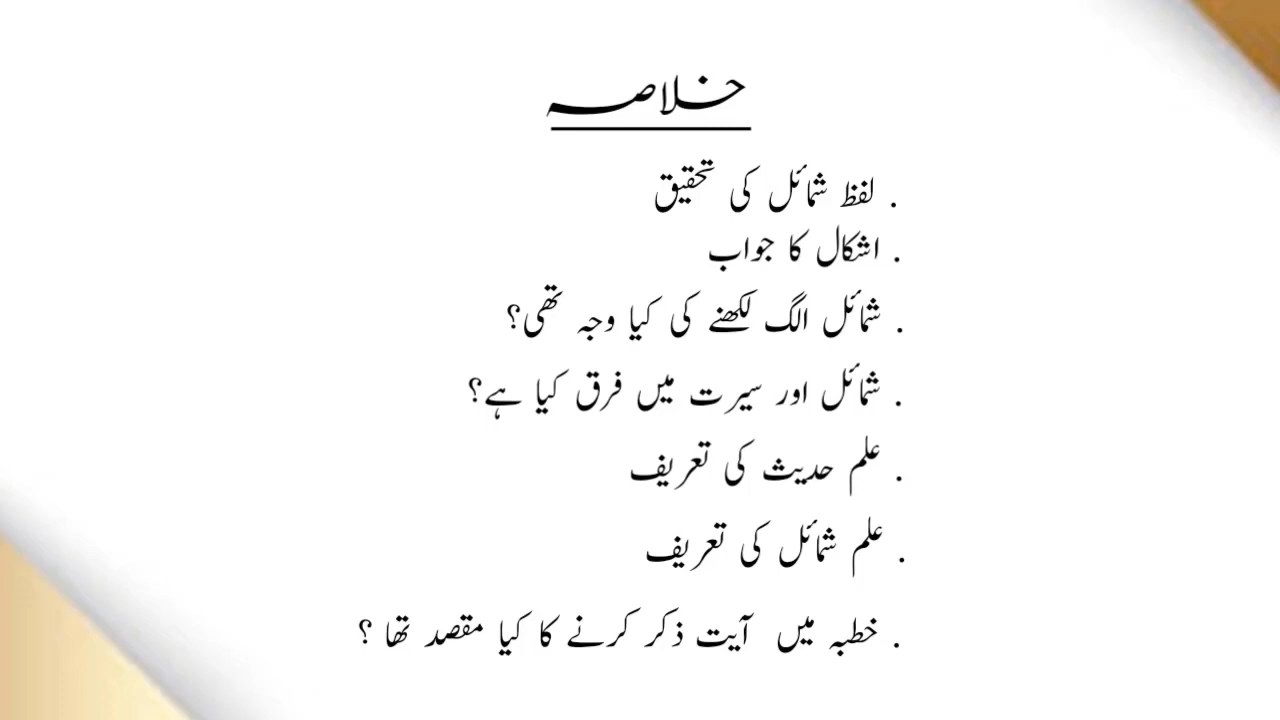 خلاصہ
. لفظ شمائل کی تحقیق
. اشکال کا جواب
. شمائل الگ لکھنے کی کیا وجہ تھی؟
. شمائل اور سیرت میں فرق کیا ہے؟
. علم حدیث کی تعریف
. علم شمائل کی تعریف
. خطبہ میں آیت ذکر کرنے کا کیا مقصد تھا ؟